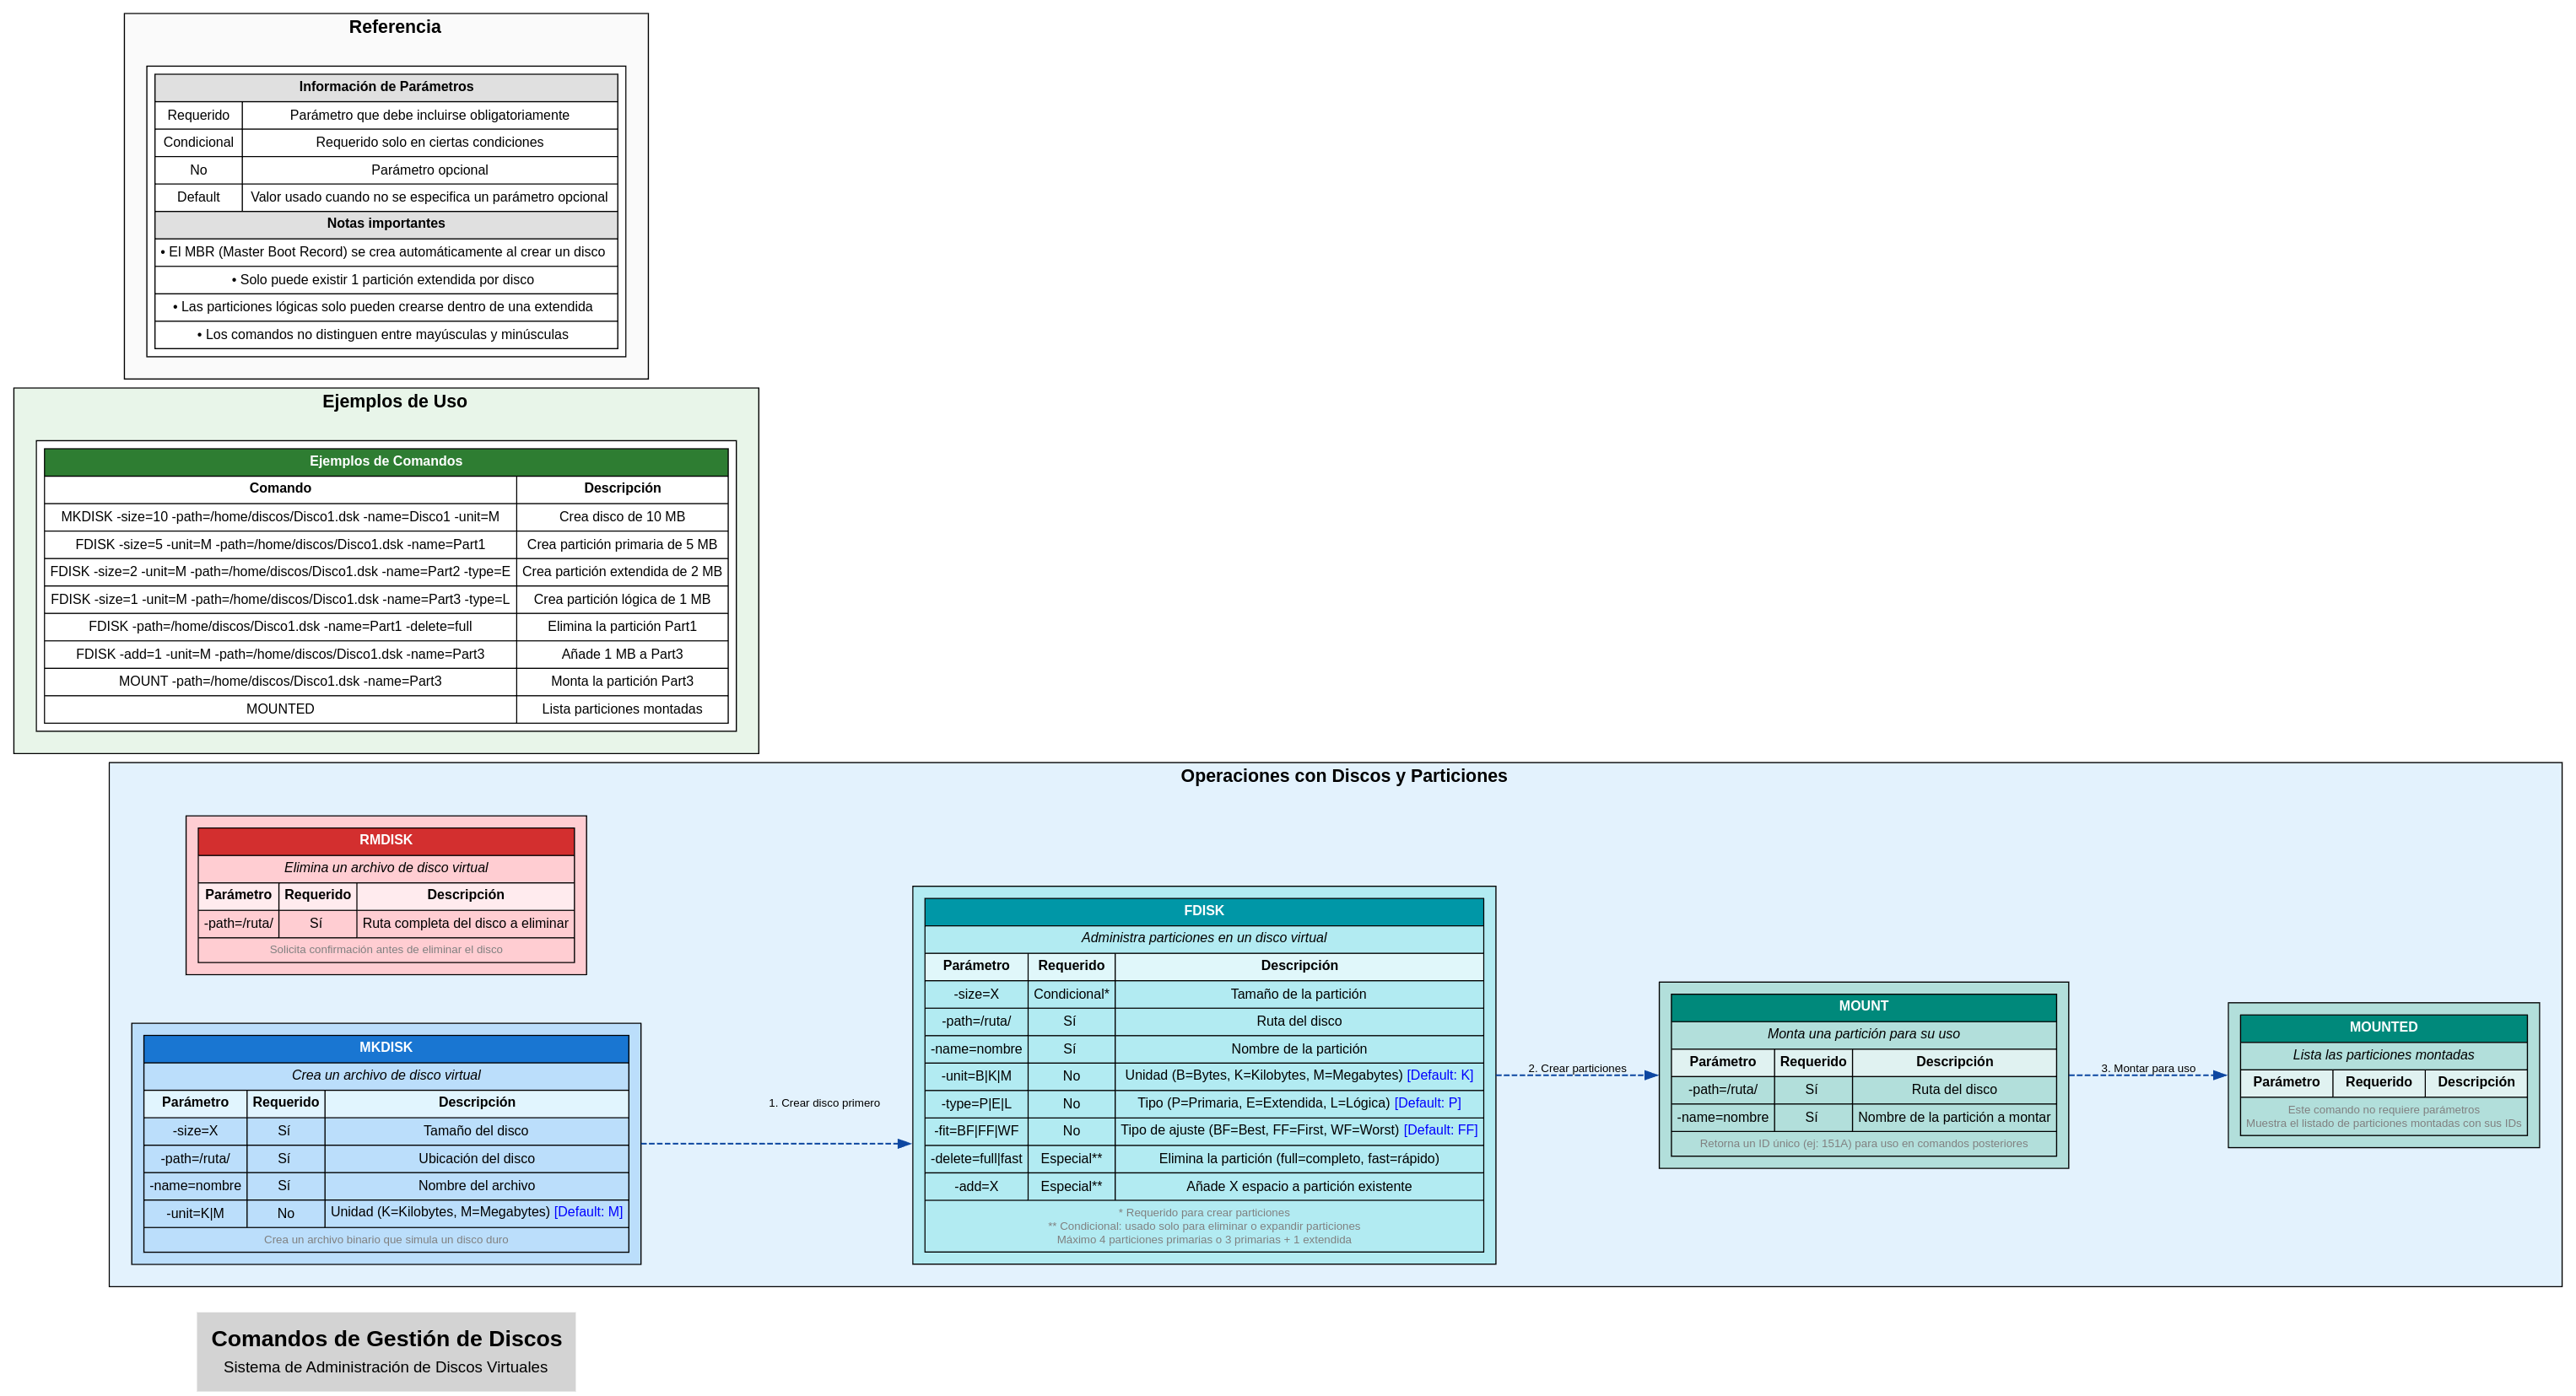 Referencia
Información de Parámetros
Requerido Parámetro que debe incluirse obligatoriamente
Condicional Requerido solo en ciertas condiciones
No Parámetro opcional
Default Valor usado cuando no se especifica un parámetro opcional
Notas importantes
• El MBR (Master Boot Record) se crea automáticamente al crear un disco
• Solo puede existir 1 partición extendida por disco
• Las particiones lógicas solo pueden crearse dentro de una extendida
• Los comandos no distinguen entre mayúsculas y minúsculas
Ejemplos de Uso
Ejemplos de Comandos
Comando Descripción
MKDISK -size=10 -path=/home/discos/Disco1.dsk -name=Disco1 -unit=M Crea disco de 10 MB
FDISK -size=5 -unit=M -path=/home/discos/Disco1.dsk -name=Part1 Crea partición primaria de 5 MB
FDISK -size=2 -unit=M -path=/home/discos/Disco1.dsk -name=Part2 -type=E Crea partición extendida de 2 MB
FDISK -size=1 -unit=M -path=/home/discos/Disco1.dsk -name=Part3 -type=L Crea partición lógica de 1 MB
FDISK -path=/home/discos/Disco1.dsk -name=Part1 -delete=full Elimina la partición Part1
FDISK -add=1 -unit=M -path=/home/discos/Disco1.dsk -name=Part3 Añade 1 MB a Part3
MOUNT -path=/home/discos/Disco1.dsk -name=Part3 Monta la partición Part3
MOUNTED Lista particiones montadas
Operaciones con Discos y Particiones
RMDISK
Elimina un archivo de disco virtual
Parámetro Requerido Descripción
-path=/ruta/ Sí Ruta completa del disco a eliminar
Solicita confirmación antes de eliminar el disco
MKDISK
Crea un archivo de disco virtual
Parámetro Requerido Descripción
-size=X Sí Tamaño del disco
-path=/ruta/ Sí Ubicación del disco
-name=nombre Sí Nombre del archivo
-unit=K|M No Unidad (K=Kilobytes, M=Megabytes) [Default: M]
Crea un archivo binario que simula un disco duro
1. Crear disco primero
FDISK
Administra particiones en un disco virtual
Parámetro Requerido Descripción
-size=X Condicional* Tamaño de la partición
-path=/ruta/ Sí Ruta del disco
-name=nombre Sí Nombre de la partición
-unit=B|K|M No Unidad (B=Bytes, K=Kilobytes, M=Megabytes) [Default: K]
-type=P|E|L No Tipo (P=Primaria, E=Extendida, L=Lógica) [Default: P]
-fit=BF|FF|WF No Tipo de ajuste (BF=Best, FF=First, WF=Worst) [Default: FF]
-delete=full|fast Especial** Elimina la partición (full=completo, fast=rápido)
-add=X Especial** Añade X espacio a partición existente
* Requerido para crear particiones
** Condicional: usado solo para eliminar o expandir particiones
Máximo 4 particiones primarias o 3 primarias + 1 extendida
2. Crear particiones
MOUNT
Monta una partición para su uso
Parámetro Requerido Descripción
-path=/ruta/ Sí Ruta del disco
-name=nombre Sí Nombre de la partición a montar
Retorna un ID único (ej: 151A) para uso en comandos posteriores
3. Montar para uso
MOUNTED
Lista las particiones montadas
Parámetro Requerido Descripción
Este comando no requiere parámetros
Muestra el listado de particiones montadas con sus IDs
Comandos de Gestión de Discos
Sistema de Administración de Discos Virtuales